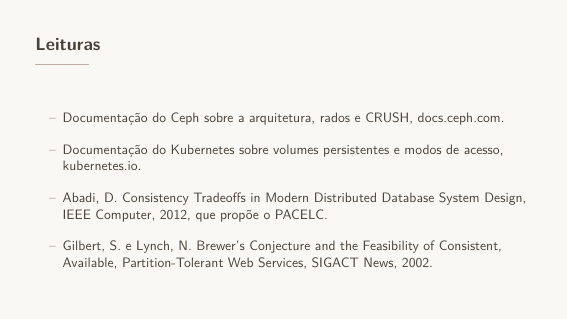 Leituras
– Documentação do Ceph sobre a arquitetura, rados e CRUSH, docs.ceph.com.
– Documentação do Kubernetes sobre volumes persistentes e modos de acesso,
kubernetes.io.
– Abadi, D. Consistency Tradeoffs in Modern Distributed Database System Design,
IEEE Computer, 2012, que propõe o PACELC.
– Gilbert, S. e Lynch, N. Brewer's Conjecture and the Feasibility of Consistent,
Available, Partition-Tolerant Web Services, SIGACT News, 2002.